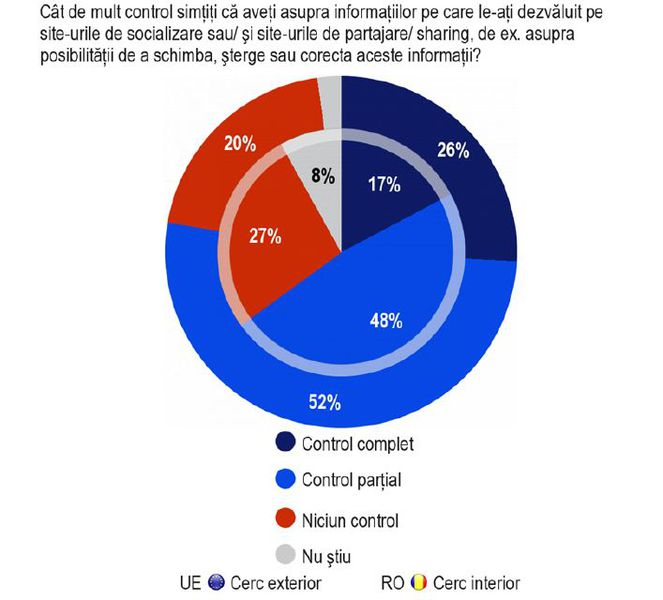 Cât de mult control simțiți că aveți asupra informațiilor pe care le-ați dezvăluit pe
site-urile de socializare sau/ și site-urile de partajare/ sharing, de ex. asupra
posibilității de a schimba, şterge sau corecta aceste informații?
20%
26%
8%
17%
27%
48%
52%
Control complet
Control parțial
Niciun control
Nu ştiu
UE Cerc exterior RO Cerc interior